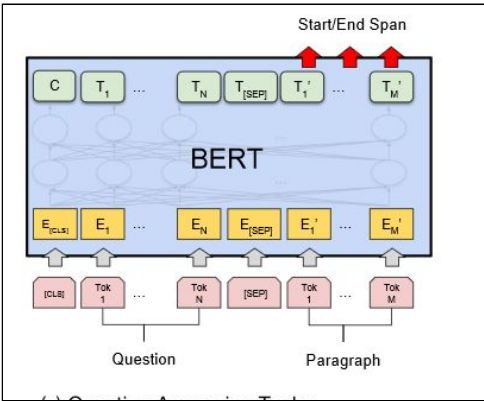 Start/End Span
C T1 ... TN T[SEP] T1' ... TM'
BERT
E[CLS] E1 ... EN E[SEP] E1' ... EM'
[CLS] Tok 1 ... Tok N [SEP] Tok 1 ... Tok M
Question Paragraph